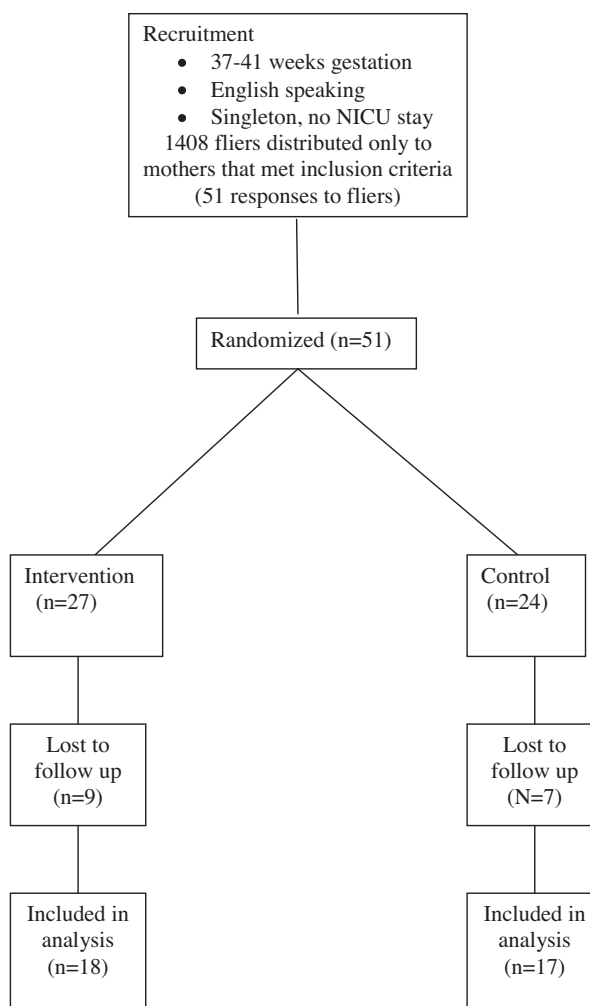 Recruitment
• 37-41 weeks gestation
• English speaking
• Singleton, no NICU stay
1408 fliers distributed only to
mothers that met inclusion criteria
(51 responses to fliers)
Randomized (n=51)
Intervention
(n=27)
Control
(n=24)
Lost to
follow up
(n=9)
Lost to
follow up
(N=7)
Included in
analysis
(n=18)
Included in
analysis
(n=17)